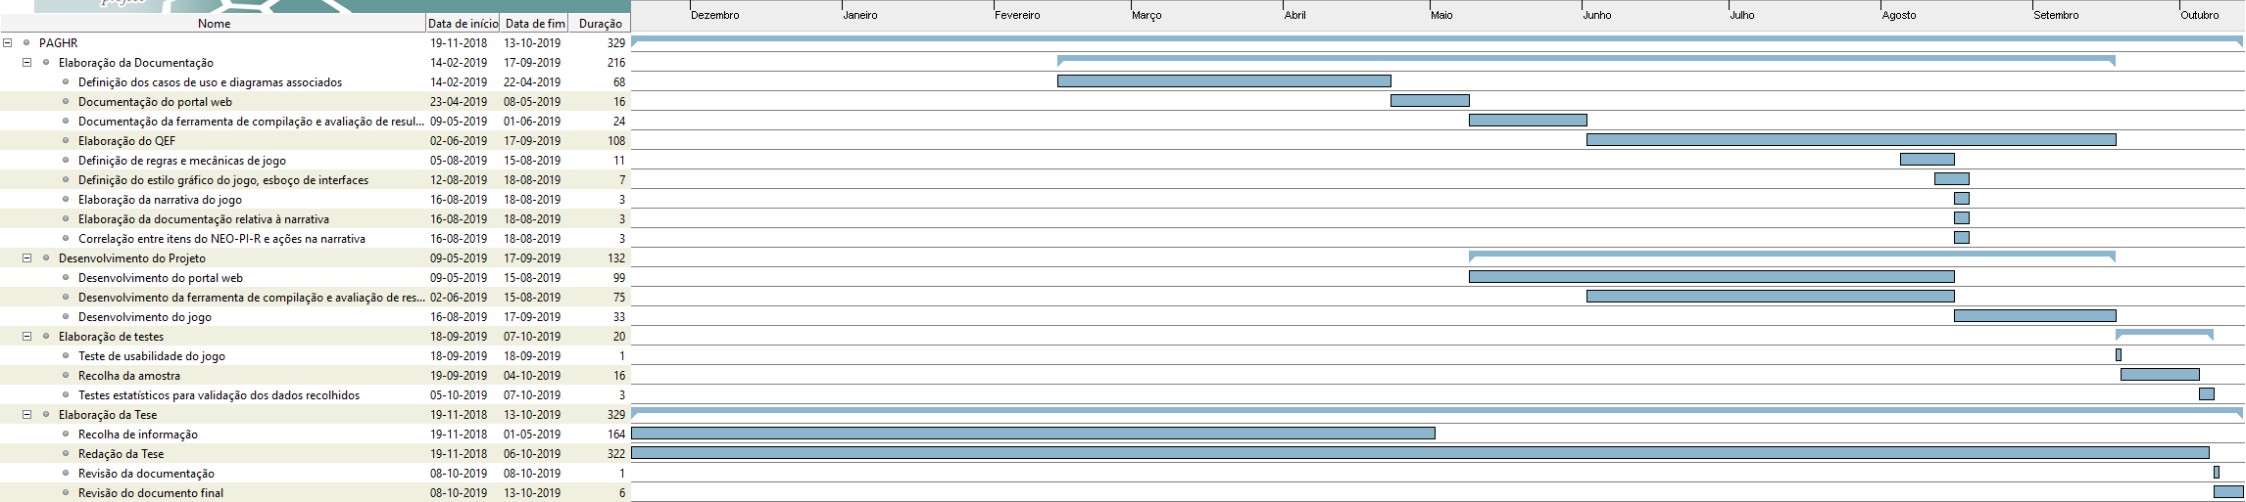 project
Dezembro Janeiro Fevereiro Março Abril Maio Junho Julho Agosto Setembro Outubro
Nome Data de início Data de fim Duração
PAGHR 19-11-2018 13-10-2019 329
Elaboração da Documentação 14-02-2019 17-09-2019 216
Definição dos casos de uso e diagramas associados 14-02-2019 22-04-2019 68
Documentação do portal web 23-04-2019 08-05-2019 16
Documentação da ferramenta de compilação e avaliação de resul... 09-05-2019 01-06-2019 24
Elaboração do QEF 02-06-2019 17-09-2019 108
Definição de regras e mecânicas de jogo 05-08-2019 15-08-2019 11
Definição do estilo gráfico do jogo, esboço de interfaces 12-08-2019 18-08-2019 7
Elaboração da narrativa do jogo 16-08-2019 18-08-2019 3
Elaboração da documentação relativa à narrativa 16-08-2019 18-08-2019 3
Correlação entre itens do NEO-PI-R e ações na narrativa 16-08-2019 18-08-2019 3
Desenvolvimento do Projeto 09-05-2019 17-09-2019 132
Desenvolvimento do portal web 09-05-2019 15-08-2019 99
Desenvolvimento da ferramenta de compilação e avaliação de res... 02-06-2019 15-08-2019 75
Desenvolvimento do jogo 16-08-2019 17-09-2019 33
Elaboração de testes 18-09-2019 07-10-2019 20
Teste de usabilidade do jogo 18-09-2019 18-09-2019 1
Recolha da amostra 19-09-2019 04-10-2019 16
Testes estatísticos para validação dos dados recolhidos 05-10-2019 07-10-2019 3
Elaboração da Tese 19-11-2018 13-10-2019 329
Recolha de informação 19-11-2018 01-05-2019 164
Redação da Tese 19-11-2018 06-10-2019 322
Revisão da documentação 08-10-2019 08-10-2019 1
Revisão do documento final 08-10-2019 13-10-2019 6